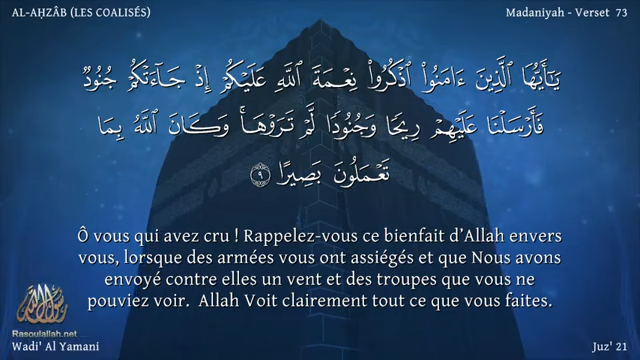 AL-AḤZÂB (LES COALISÉS)
Madaniyah - Verset 73
يَـٰٓأَيُّهَا ٱلَّذِينَ ءَامَنُوا۟ ٱذْكُرُوا۟ نِعْمَةَ ٱللَّهِ عَلَيْكُمْ إِذْ جَآءَتْكُمْ جُنُودٌ
فَأَرْسَلْنَا عَلَيْهِمْ رِيحًا وَجُنُودًا لَّمْ تَرَوْهَا ۚ وَكَانَ ٱللَّهُ بِمَا
تَعْمَلُونَ بَصِيرًا ٩
Ô vous qui avez cru ! Rappelez-vous ce bienfait d’Allah envers
vous, lorsque des armées vous ont assiégés et que Nous avons
envoyé contre elles un vent et des troupes que vous ne
pouviez voir. Allah Voit clairement tout ce que vous faites.
Rasoulallah.net
Wadi' Al Yamani
Juz' 21